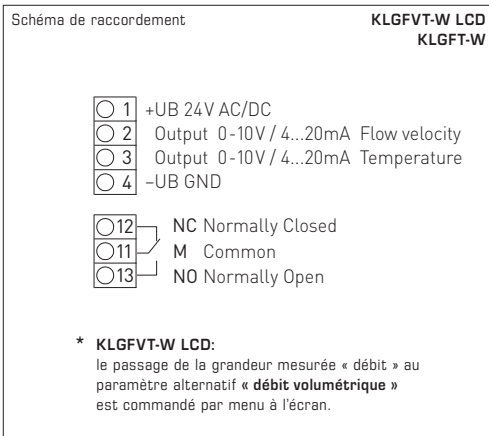 Schéma de raccordement KLGFVT-W LCD
KLGFT-W
1 +UB 24V AC/DC
2 Output 0-10V / 4...20mA Flow velocity
3 Output 0-10V / 4...20mA Temperature
4 –UB GND
12 NC Normally Closed
11 M Common
13 NO Normally Open
* KLGFVT-W LCD:
le passage de la grandeur mesurée « débit » au
paramètre alternatif « débit volumétrique »
est commandé par menu à l'écran.